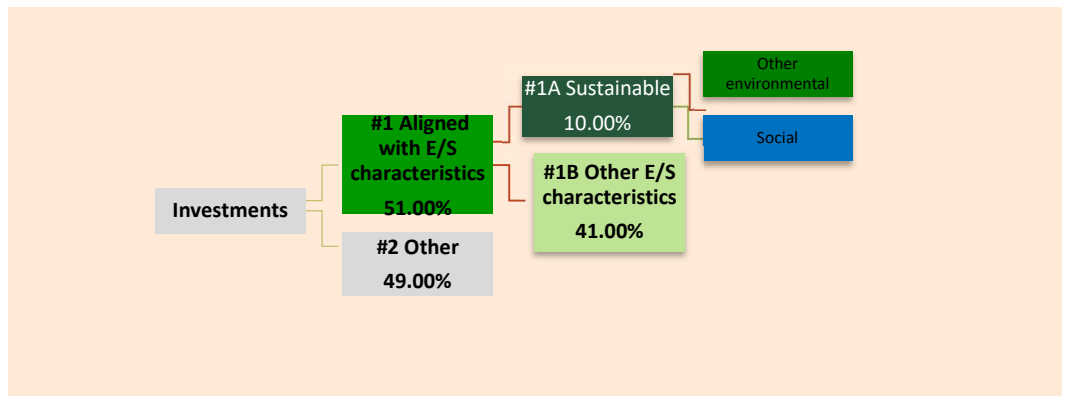 Investments
#1 Aligned
with E/S
characteristics
51.00%
#2 Other
49.00%
#1A Sustainable
10.00%
#1B Other E/S
characteristics
41.00%
Other
environmental
Social